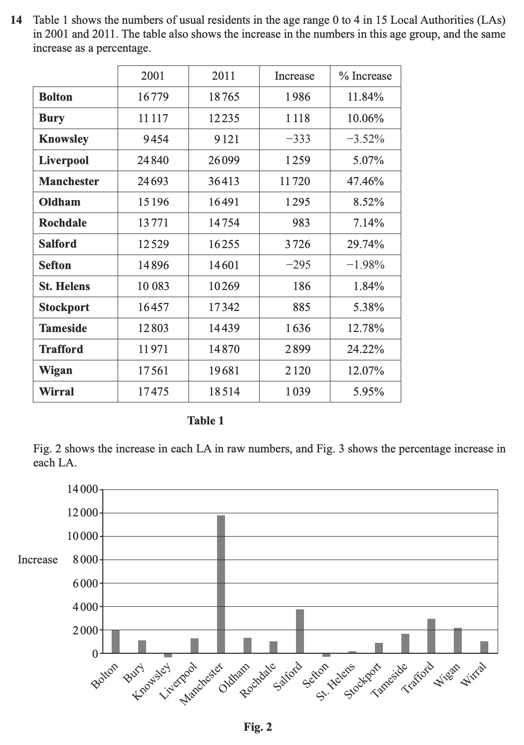 14 Table 1 shows the numbers of usual residents in the age range 0 to 4 in 15 Local Authorities (LAs)
in 2001 and 2011. The table also shows the increase in the numbers in this age group, and the same
increase as a percentage.
2001 2011 Increase % Increase
Bolton 16779 18765 1986 11.84%
Bury 11117 12235 1118 10.06%
Knowsley 9454 9121 −333 −3.52%
Liverpool 24840 26099 1259 5.07%
Manchester 24693 36413 11720 47.46%
Oldham 15196 16491 1295 8.52%
Rochdale 13771 14754 983 7.14%
Salford 12529 16255 3726 29.74%
Sefton 14896 14601 −295 −1.98%
St. Helens 10083 10269 186 1.84%
Stockport 16457 17342 885 5.38%
Tameside 12803 14439 1636 12.78%
Trafford 11971 14870 2899 24.22%
Wigan 17561 19681 2120 12.07%
Wirral 17475 18514 1039 5.95%
Table 1
Fig. 2 shows the increase in each LA in raw numbers, and Fig. 3 shows the percentage increase in
each LA.
14000
12000
10000
Increase 8000
6000
4000
2000
0
Bolton
Bury
Knowsley
Liverpool
Manchester
Oldham
Rochdale
Salford
Sefton
St. Helens
Stockport
Tameside
Trafford
Wigan
Wirral
Fig. 2